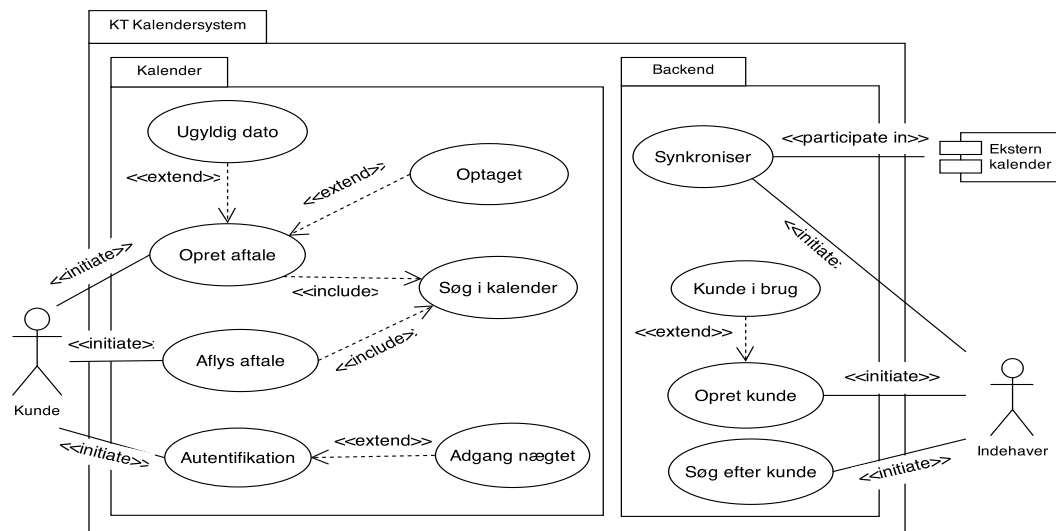 KT Kalendersystem
Kalender
Backend
Ugyldig dato
<<extend>>
<<extend>>
Optaget
Opret aftale
<<initiate>>
<<include>
Søg i kalender
<<initiate>
Aflys aftale
<<include>
Kunde
<<initiate>
Autentifikation
<<extend>>
Adgang nægtet
Synkroniser
<<participate in>>
Ekstern
kalender
<<initiate:
Kunde i brug
<<extend>>
Opret kunde
<<initiate>>
Søg efter kunde
<<initiate>>
Indehaver